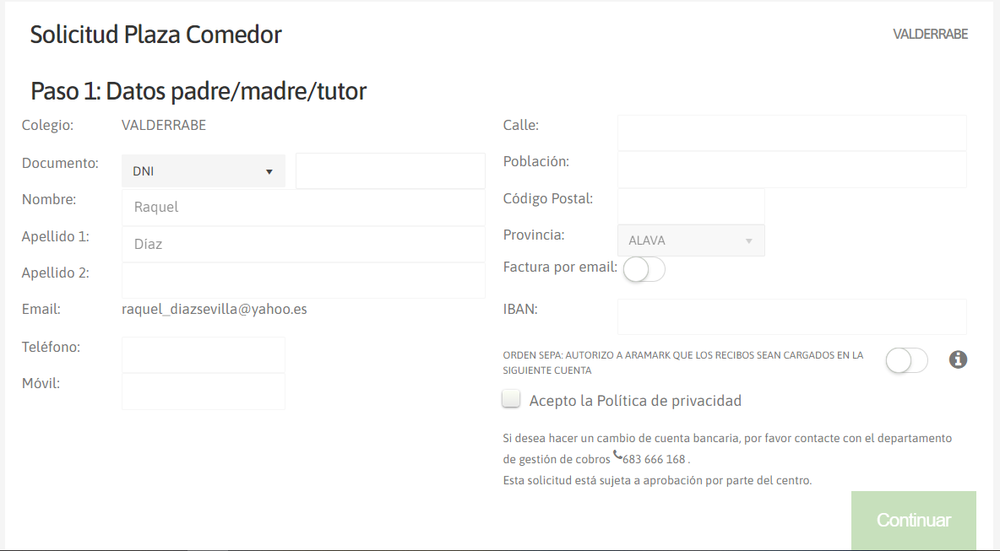 Solicitud Plaza Comedor
VALDERRABE
Paso 1: Datos padre/madre/tutor
Colegio: VALDERRABE
Documento: DNI
Nombre: Raquel
Apellido 1: Díaz
Apellido 2:
Email: raquel_diazsevilla@yahoo.es
Teléfono:
Móvil:
Calle:
Población:
Código Postal:
Provincia: ALAVA
Factura por email:
IBAN:
ORDEN SEPA: AUTORIZO A ARAMARK QUE LOS RECIBOS SEAN CARGADOS EN LA
SIGUIENTE CUENTA
Acepto la Política de privacidad
Si desea hacer un cambio de cuenta bancaria, por favor contacte con el departamento
de gestión de cobros 683 666 168 .
Esta solicitud está sujeta a aprobación por parte del centro.
Continuar